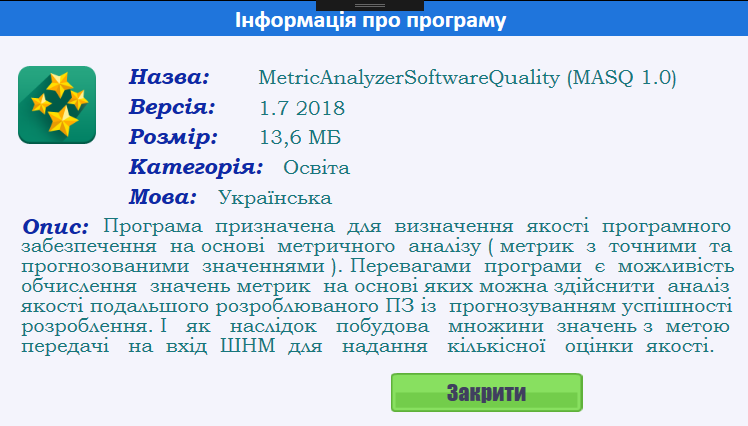 Інформація про програму
Назва: MetricAnalyzerSoftwareQuality (MASQ 1.0)
Версія: 1.7 2018
Розмір: 13,6 МБ
Категорія: Освіта
Мова: Українська
Опис: Програма призначена для визначення якості програмного
забезпечення на основі метричного аналізу ( метрик з точними та
прогнозованими значеннями ). Перевагами програми є можливість
обчислення значень метрик на основі яких можна здійснити аналіз
якості подальшого розроблюваного ПЗ із прогнозуванням успішності
розроблення. І як наслідок побудова множини значень з метою
передачі на вхід ШНМ для надання кількісної оцінки якості.
Закрити